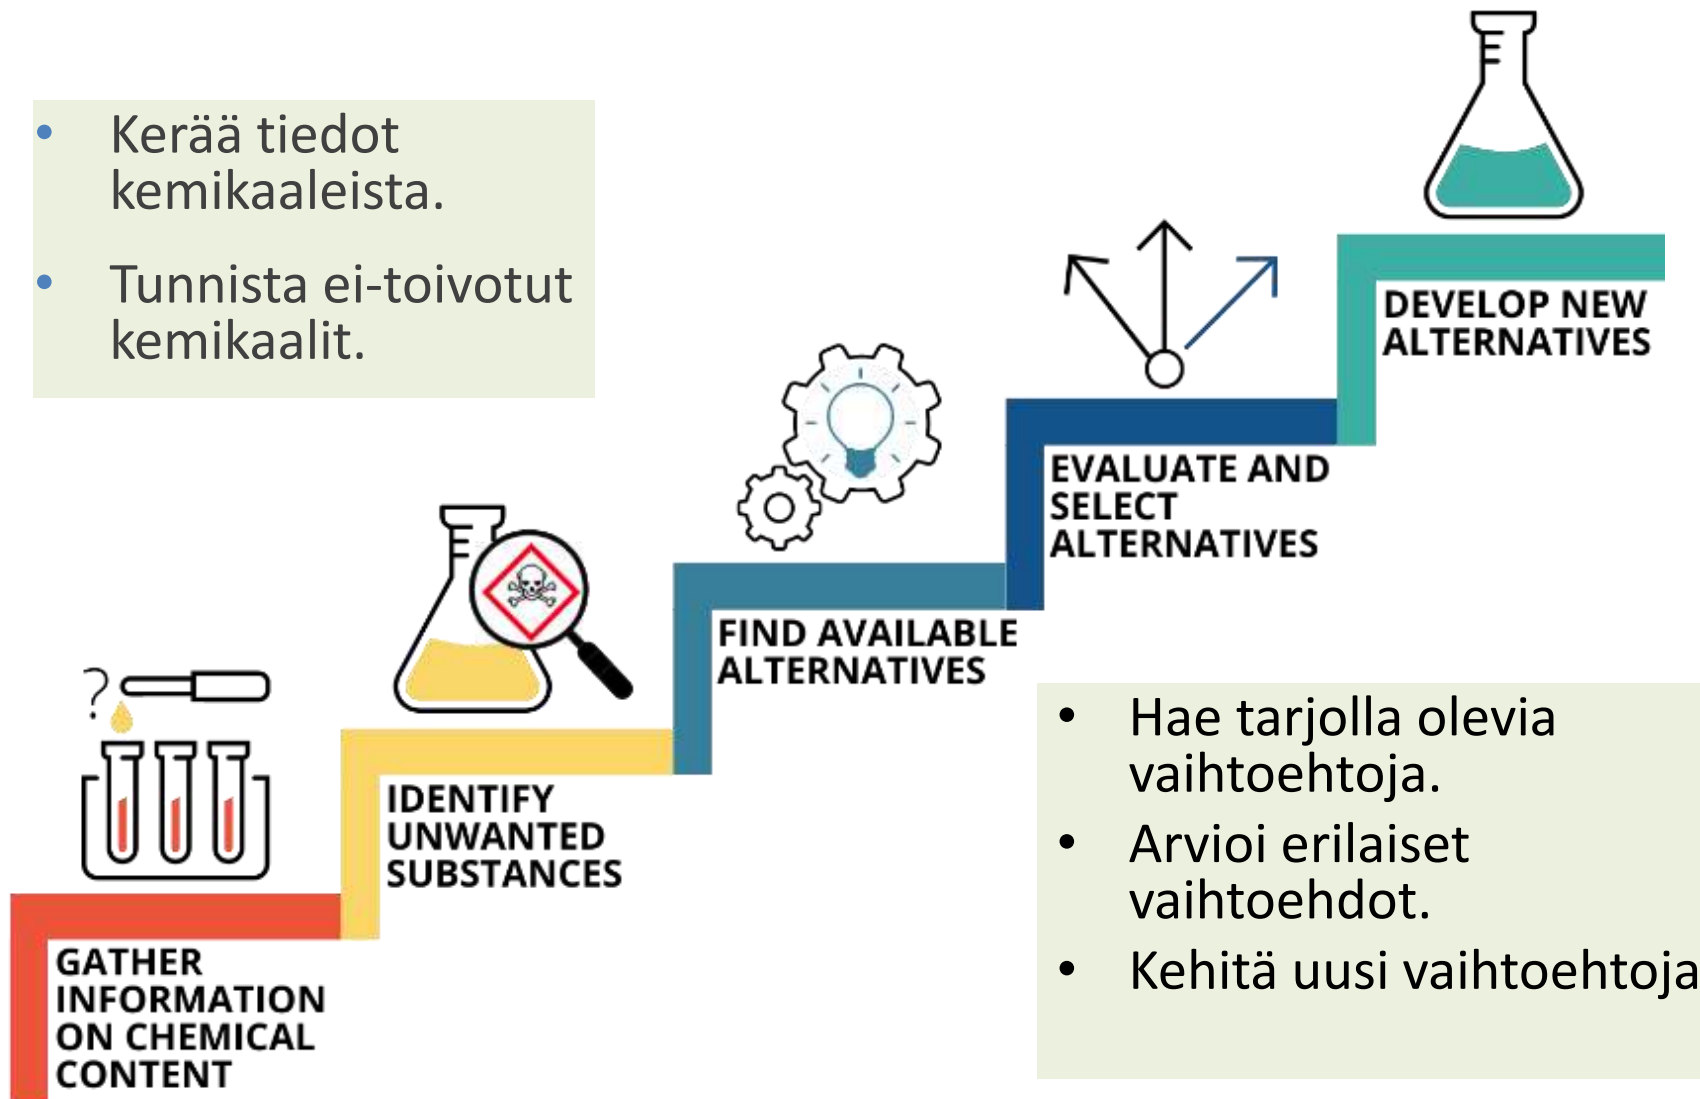 • Kerää tiedot
kemikaaleista.
• Tunnista ei-toivotut
kemikaalit.
GATHER
INFORMATION
ON CHEMICAL
CONTENT
?
IDENTIFY
UNWANTED
SUBSTANCES
FIND AVAILABLE
ALTERNATIVES
EVALUATE AND
SELECT
ALTERNATIVES
DEVELOP NEW
ALTERNATIVES
• Hae tarjolla olevia
vaihtoehtoja.
• Arvioi erilaiset
vaihtoehdot.
• Kehitä uusi vaihtoehtoja